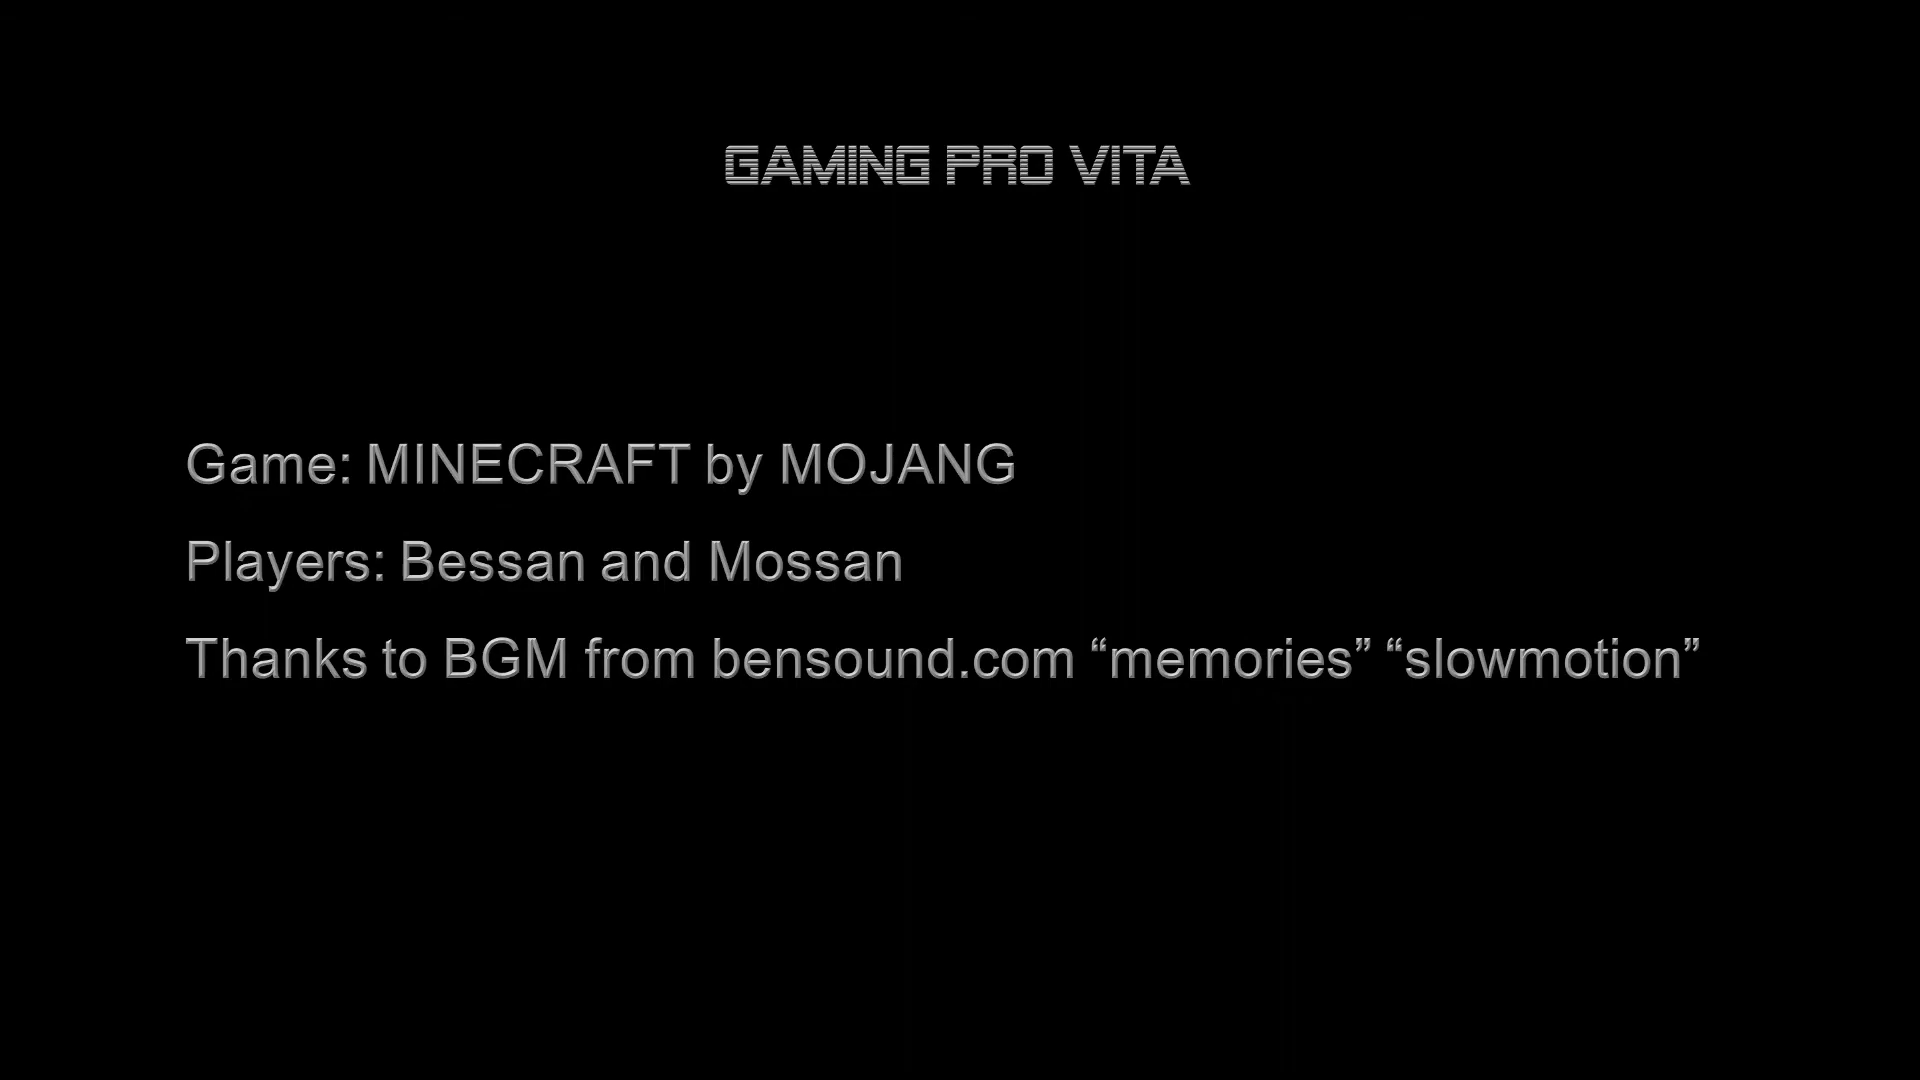 GAMING PRO VITA
Game: MINECRAFT by MOJANG
Players: Bessan and Mossan
Thanks to BGM from bensound.com “memories” “slowmotion”